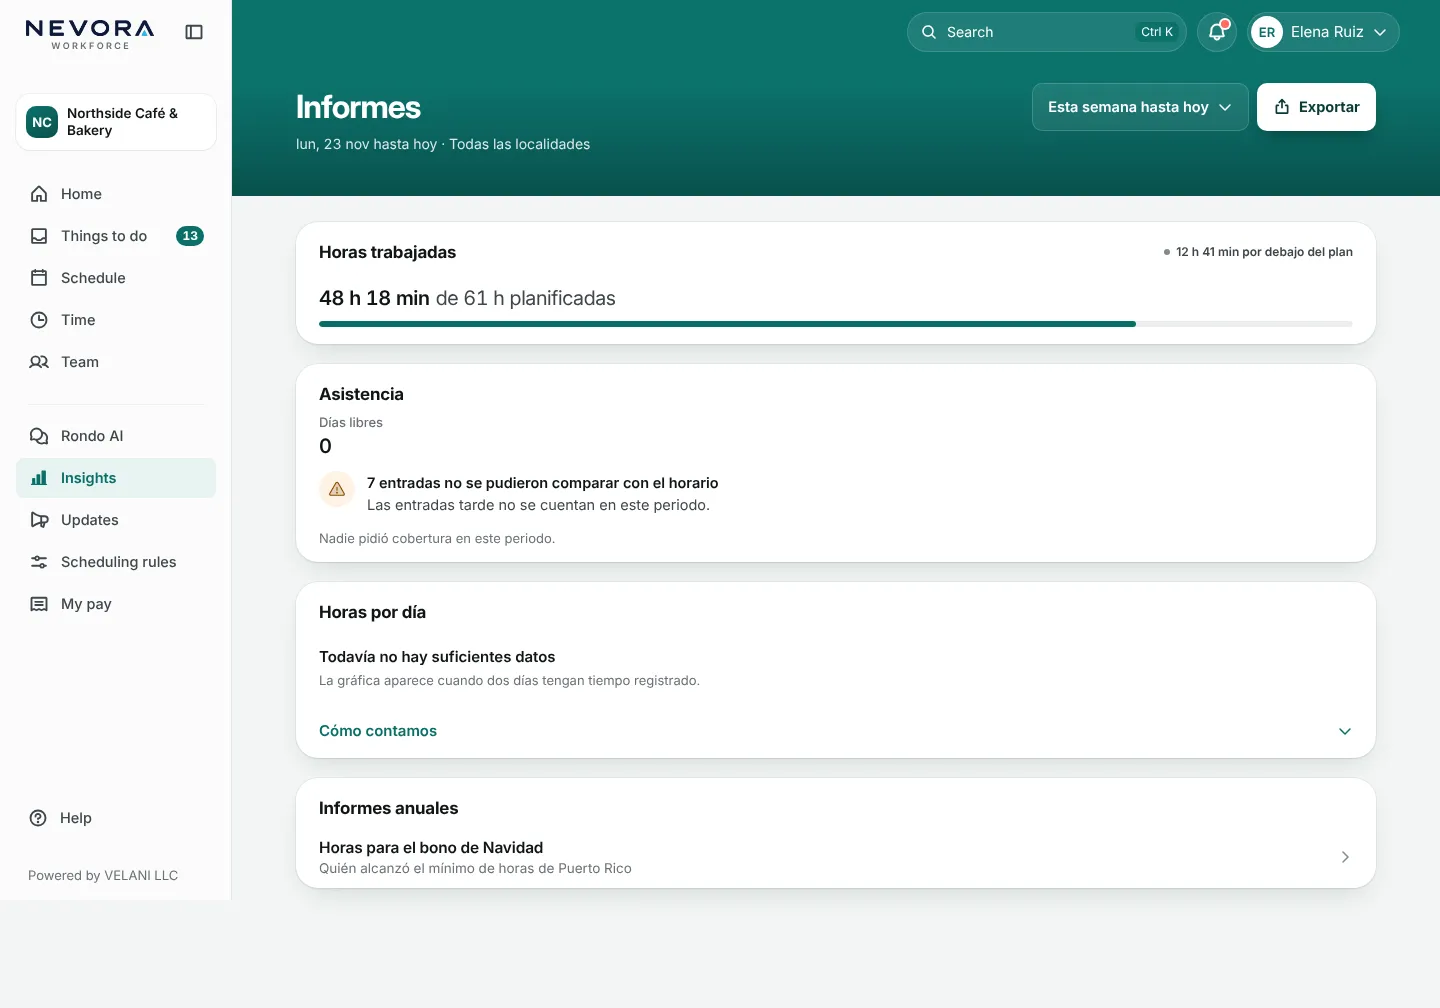 NEVORA
WORKFORCE
Search
Ctrl K
ER
Elena Ruiz
NC
Northside Café &
Bakery
Home
Things to do
13
Schedule
Time
Team
Rondo AI
Insights
Updates
Scheduling rules
My pay
Help
Powered by VELANI LLC
Informes
lun, 23 nov hasta hoy · Todas las localidades
Esta semana hasta hoy
Exportar
Horas trabajadas
12 h 41 min por debajo del plan
48 h 18 min de 61 h planificadas
Asistencia
Días libres
0
7 entradas no se pudieron comparar con el horario
Las entradas tarde no se cuentan en este periodo.
Nadie pidió cobertura en este periodo.
Horas por día
Todavía no hay suficientes datos
La gráfica aparece cuando dos días tengan tiempo registrado.
Cómo contamos
Informes anuales
Horas para el bono de Navidad
Quién alcanzó el mínimo de horas de Puerto Rico